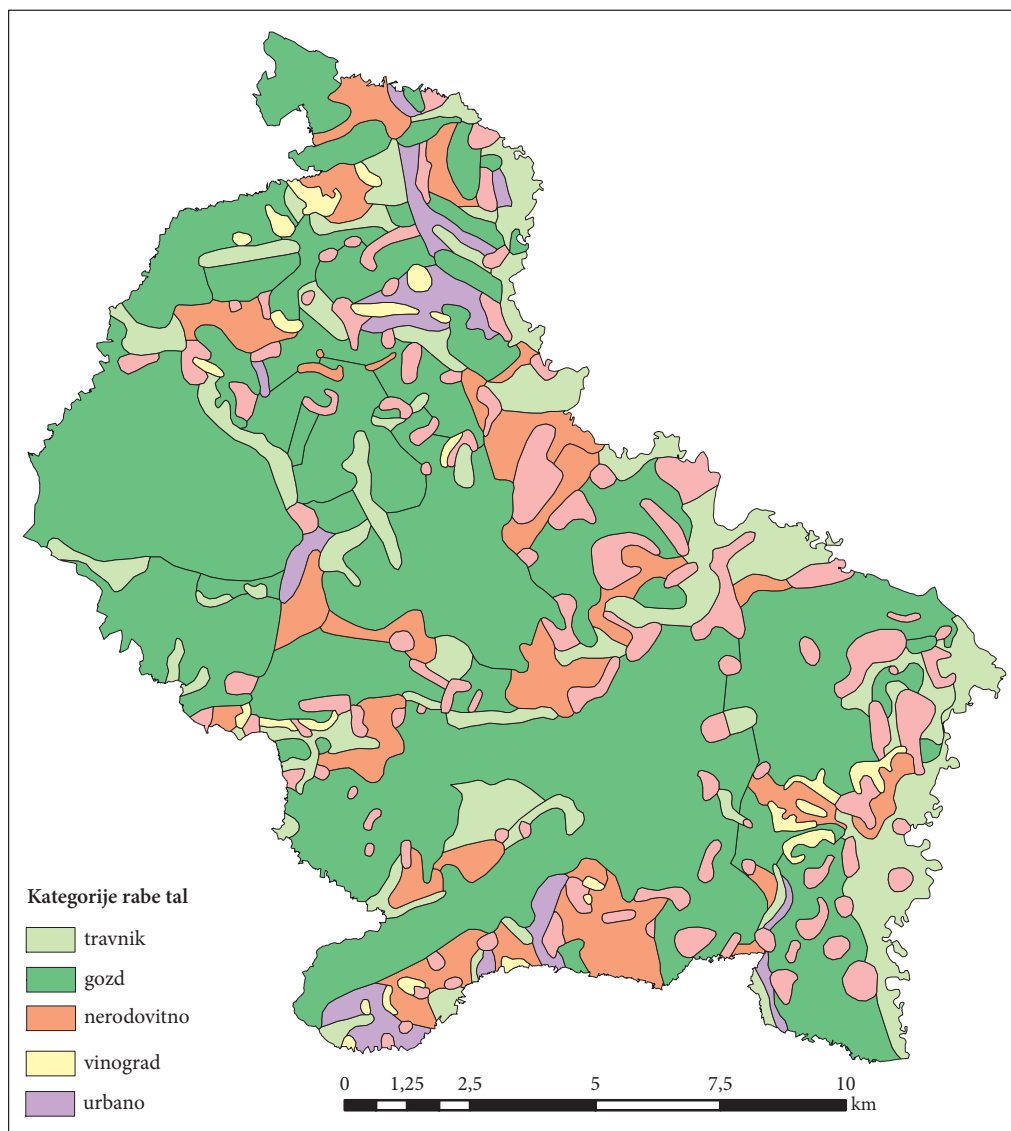 Kategorije rabe tal
travnik
gozd
nerodovitno
vinograd
urbano
0 1,25 2,5 5 7,5 10
km